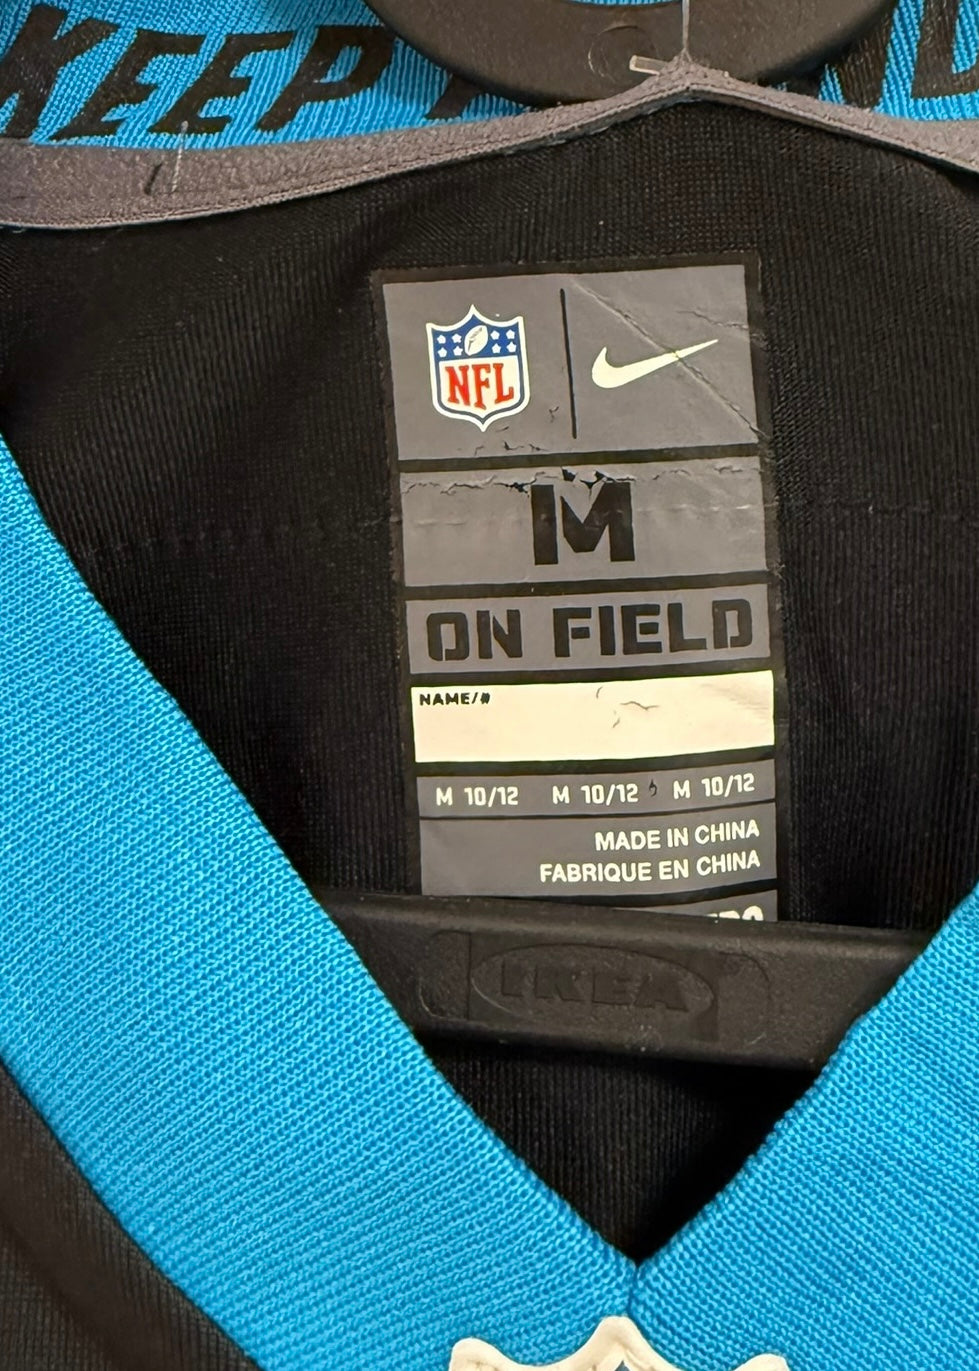 KEEP
NFL
M
ON FIELD
NAME/#
M 10/12 M 10/12 M 10/12
MADE IN CHINA
FABRIQUE EN CHINA
IKEA